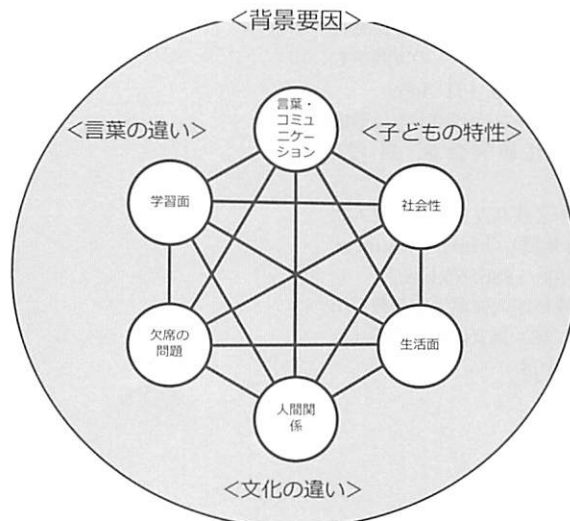 <背景要因>
言葉・
コミュ
ニケー
ション
<言葉の違い>
<子どもの特性>
学習面
社会性
欠席の
問題
生活面
人間関
係
<文化の違い>